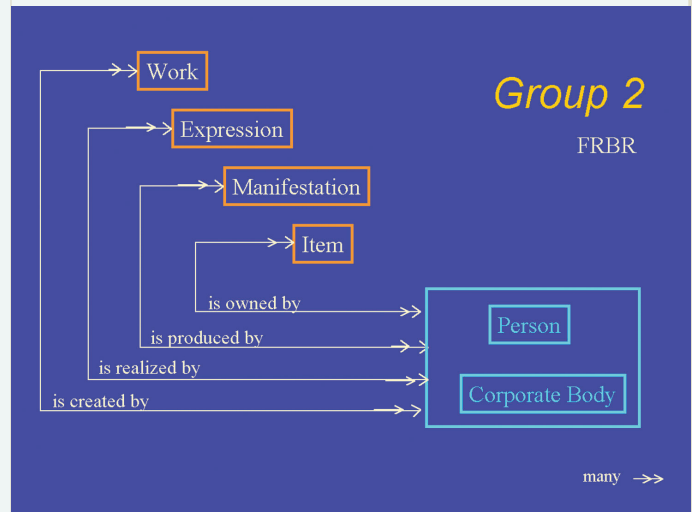 Work
Group 2
Expression
FRBR
Manifestation
Item
is owned by
Person
is produced by
is realized by
Corporate Body
is created by
many